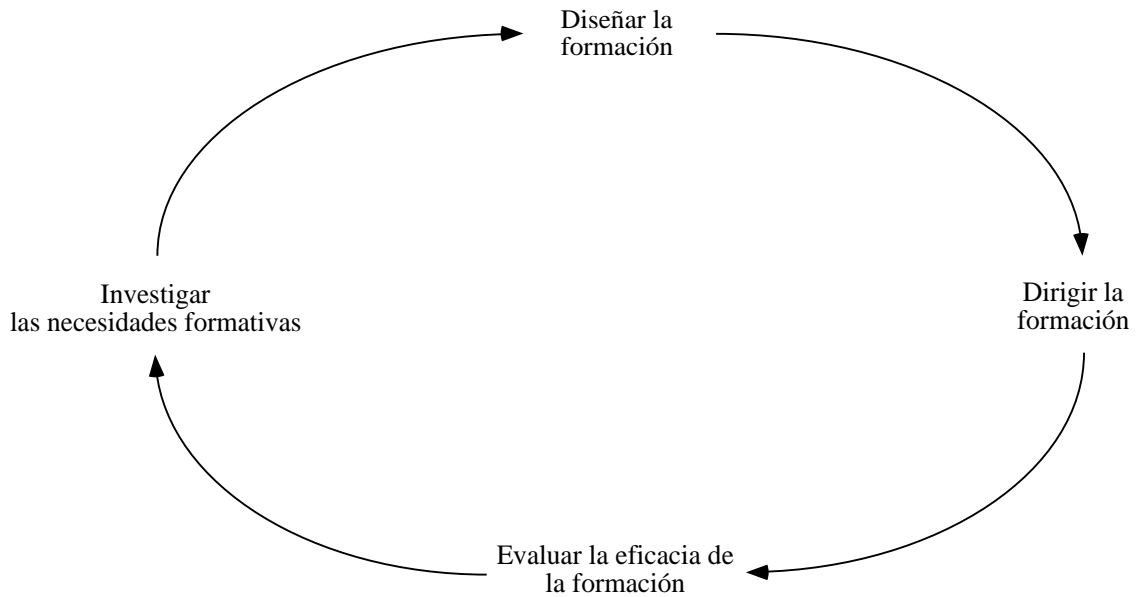 Diseñar la
formación
Investigar
las necesidades formativas
Dirigir la
formación
Evaluar la eficacia de
la formación